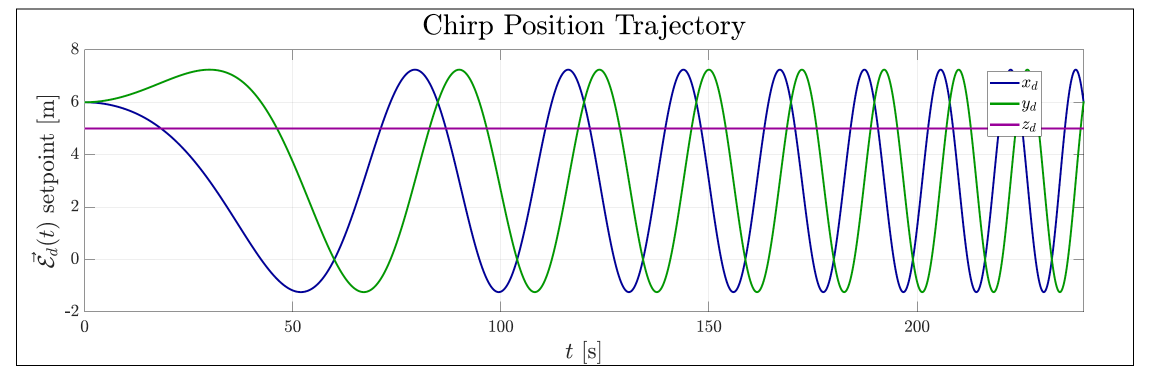 Chirp Position Trajectory
8
6
4
2
0
-2
0 50 100 150 200
$\vec{\mathcal{E}}_d(t)$ setpoint [m]
t [s]
x_d
y_d
z_d